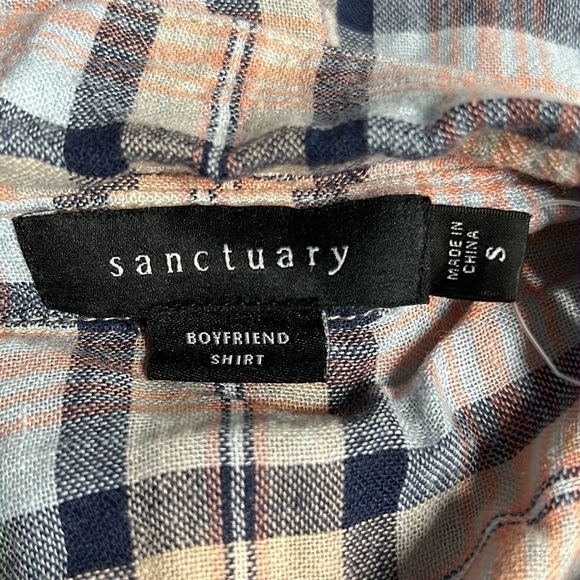 sanctuary
BOYFRIEND
SHIRT
MADE IN
CHINA
S